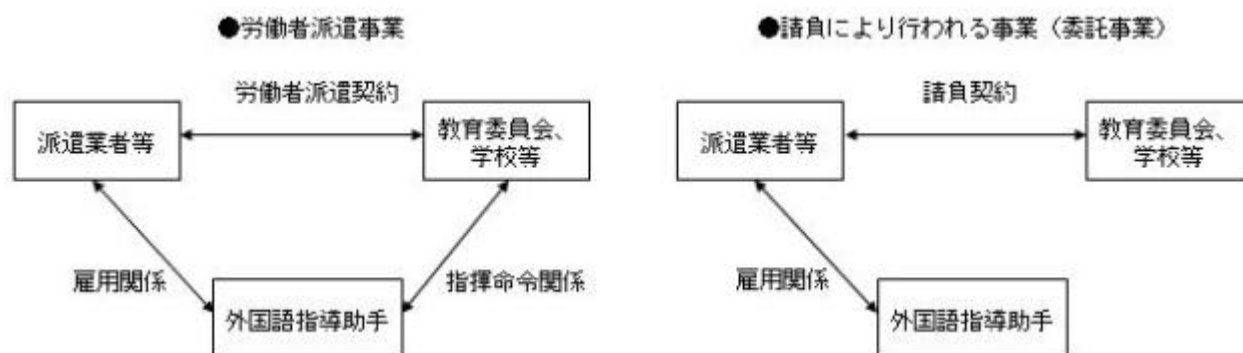 ●労働者派遣事業
労働者派遣契約
派遣業者等
教育委員会、
学校等
雇用関係
指揮命令関係
外国語指導助手
●請負により行われる事業（委託事業）
請負契約
派遣業者等
教育委員会、
学校等
雇用関係
外国語指導助手